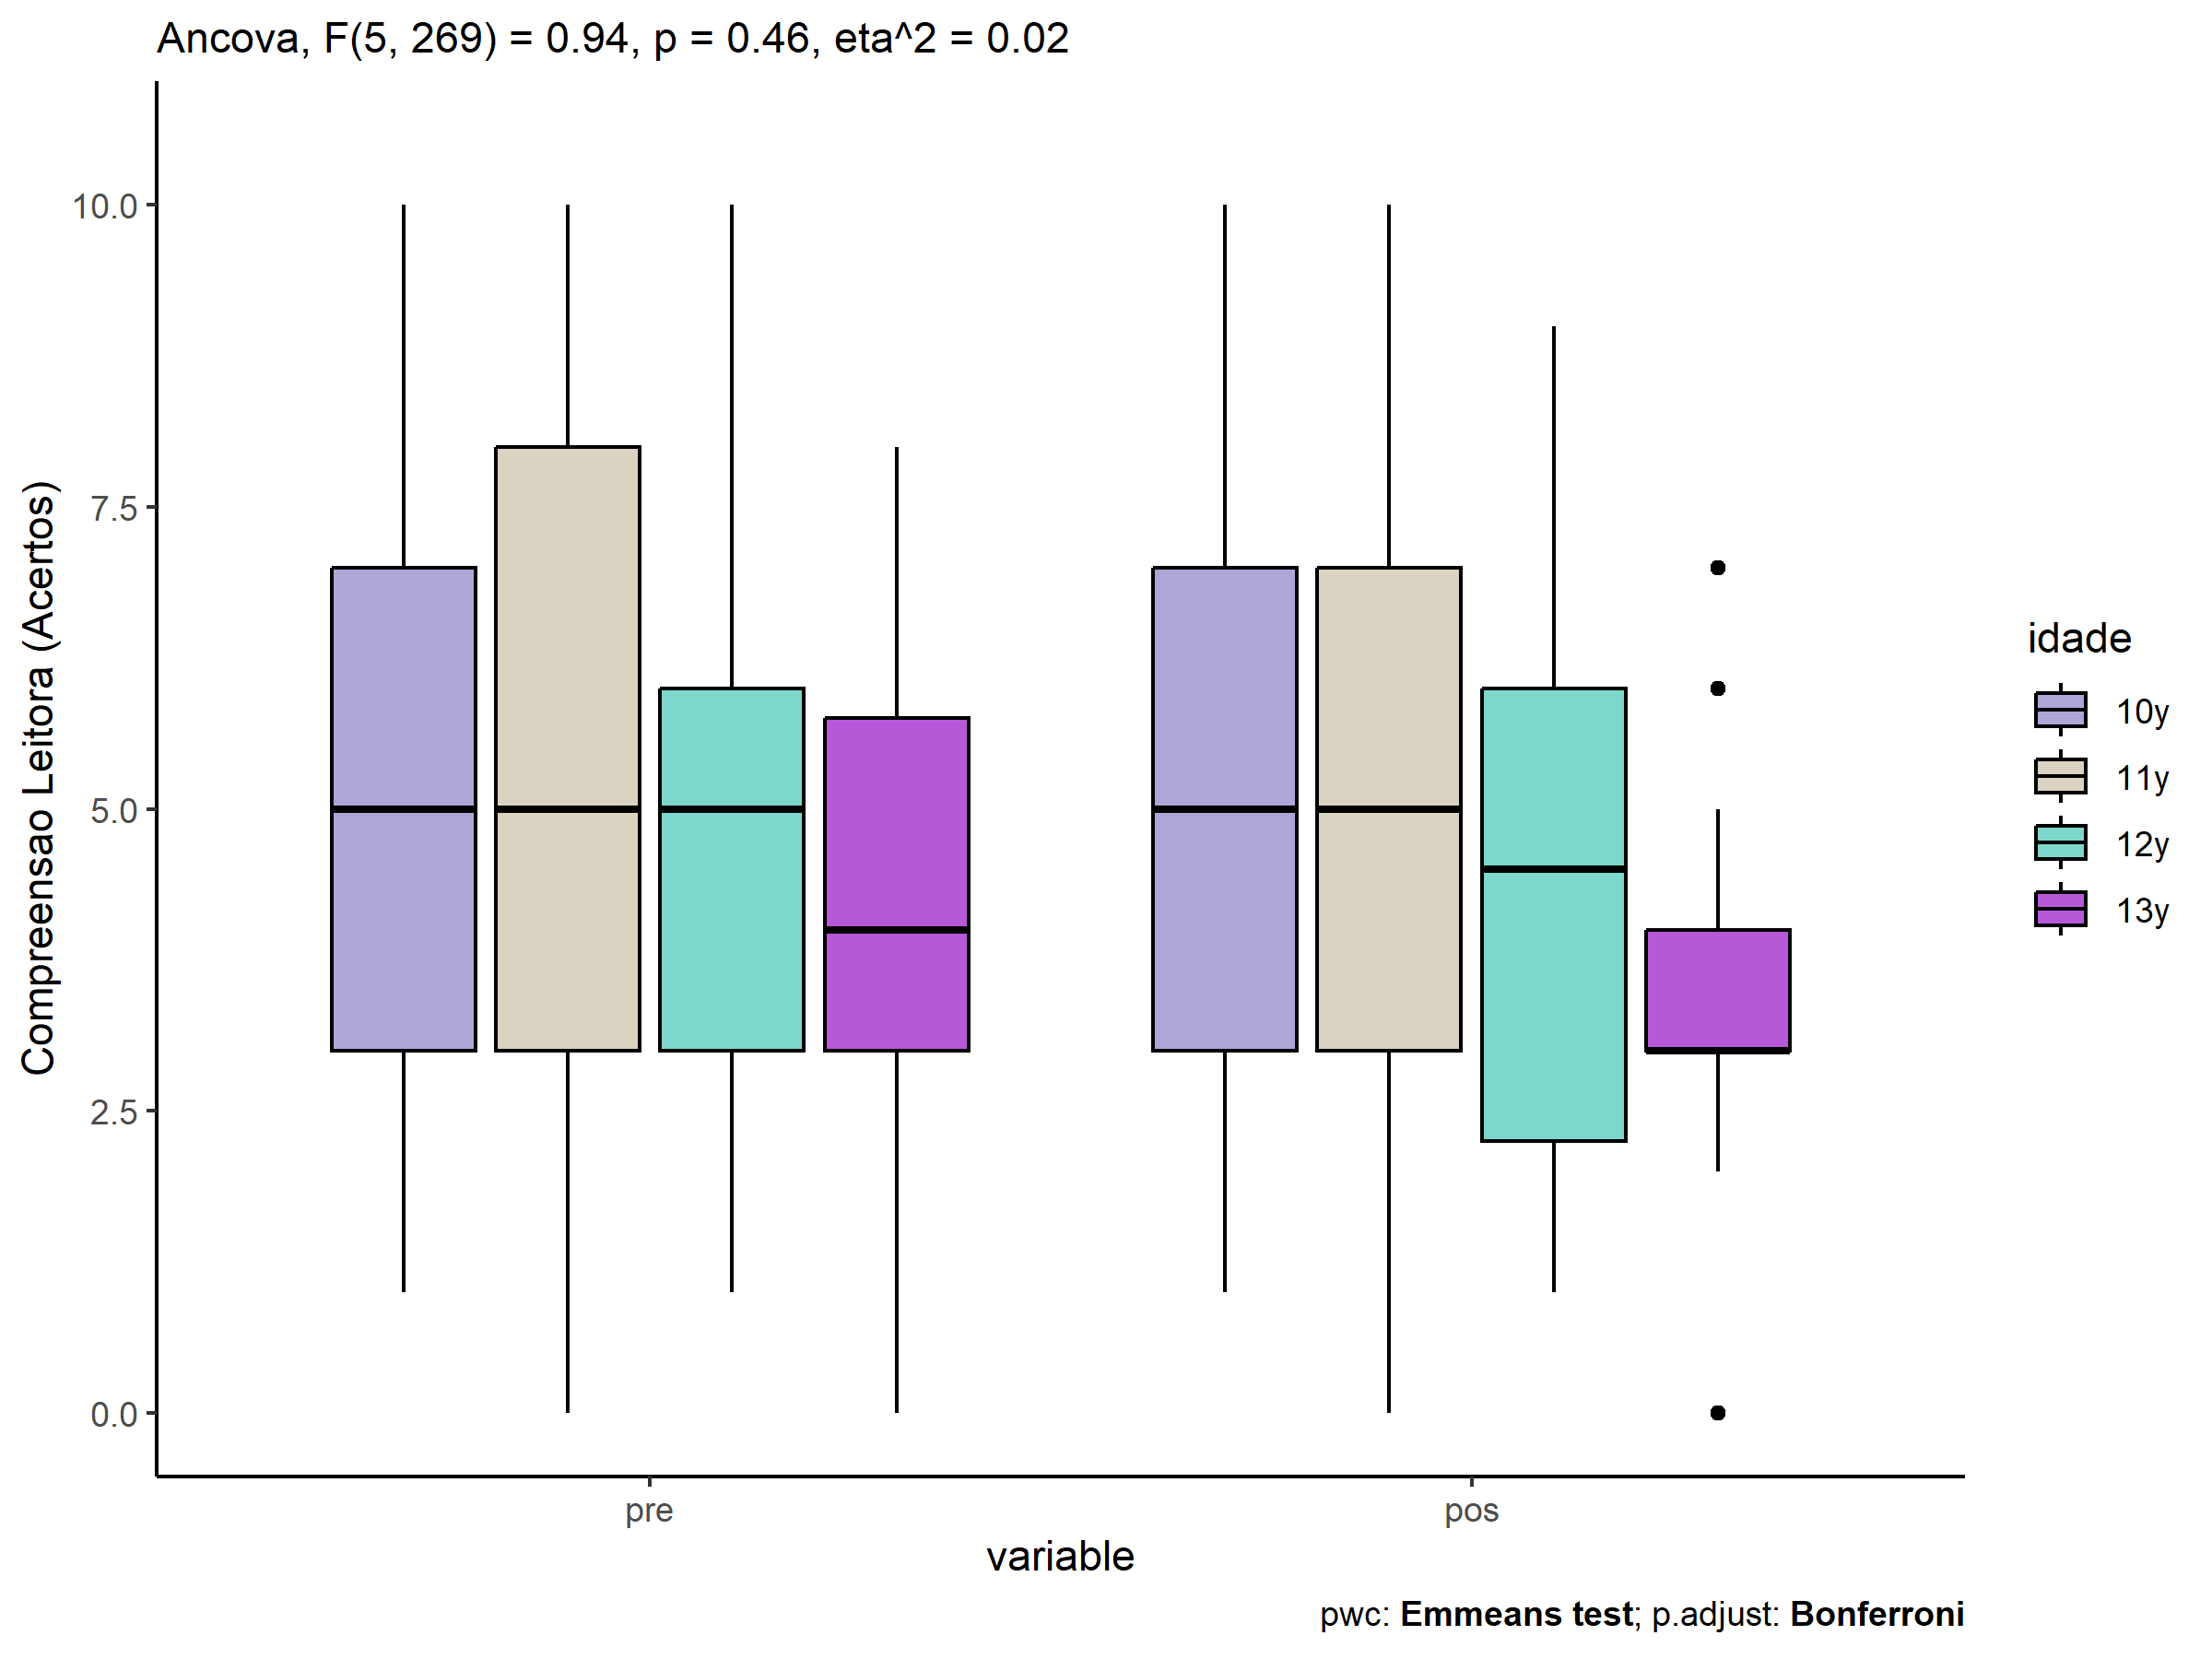 Ancova, F(5, 269) = 0.94, p = 0.46, eta^2 = 0.02
Compreensao Leitora (Acertos)
10.0
7.5
5.0
2.5
0.0
pre
pos
variable
idade
10y
11y
12y
13y
pwc: Emmeans test; p.adjust: Bonferroni